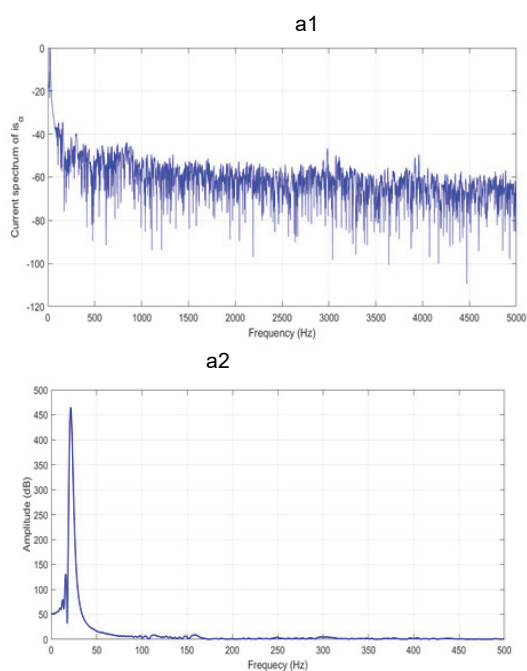 a1
Current spectrum of isα
0
-20
-40
-60
-80
-100
-120
0 500 1000 1500 2000 2500 3000 3500 4000 4500 5000
Frequency (Hz)
a2
Amplitude (dB)
500
450
400
350
300
250
200
150
100
50
0
0 50 100 150 200 250 300 350 400 450 500
Frequecy (Hz)